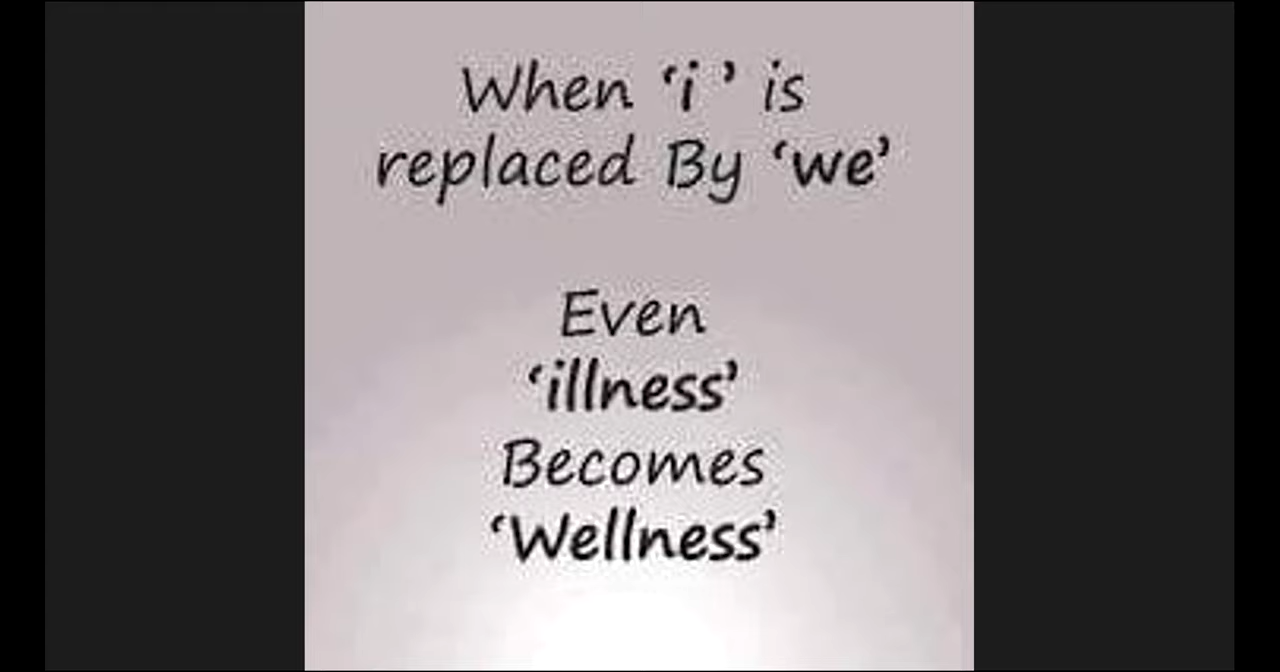 When ‘i ’ is
replaced By ‘we’
Even
‘illness’
Becomes
‘Wellness’